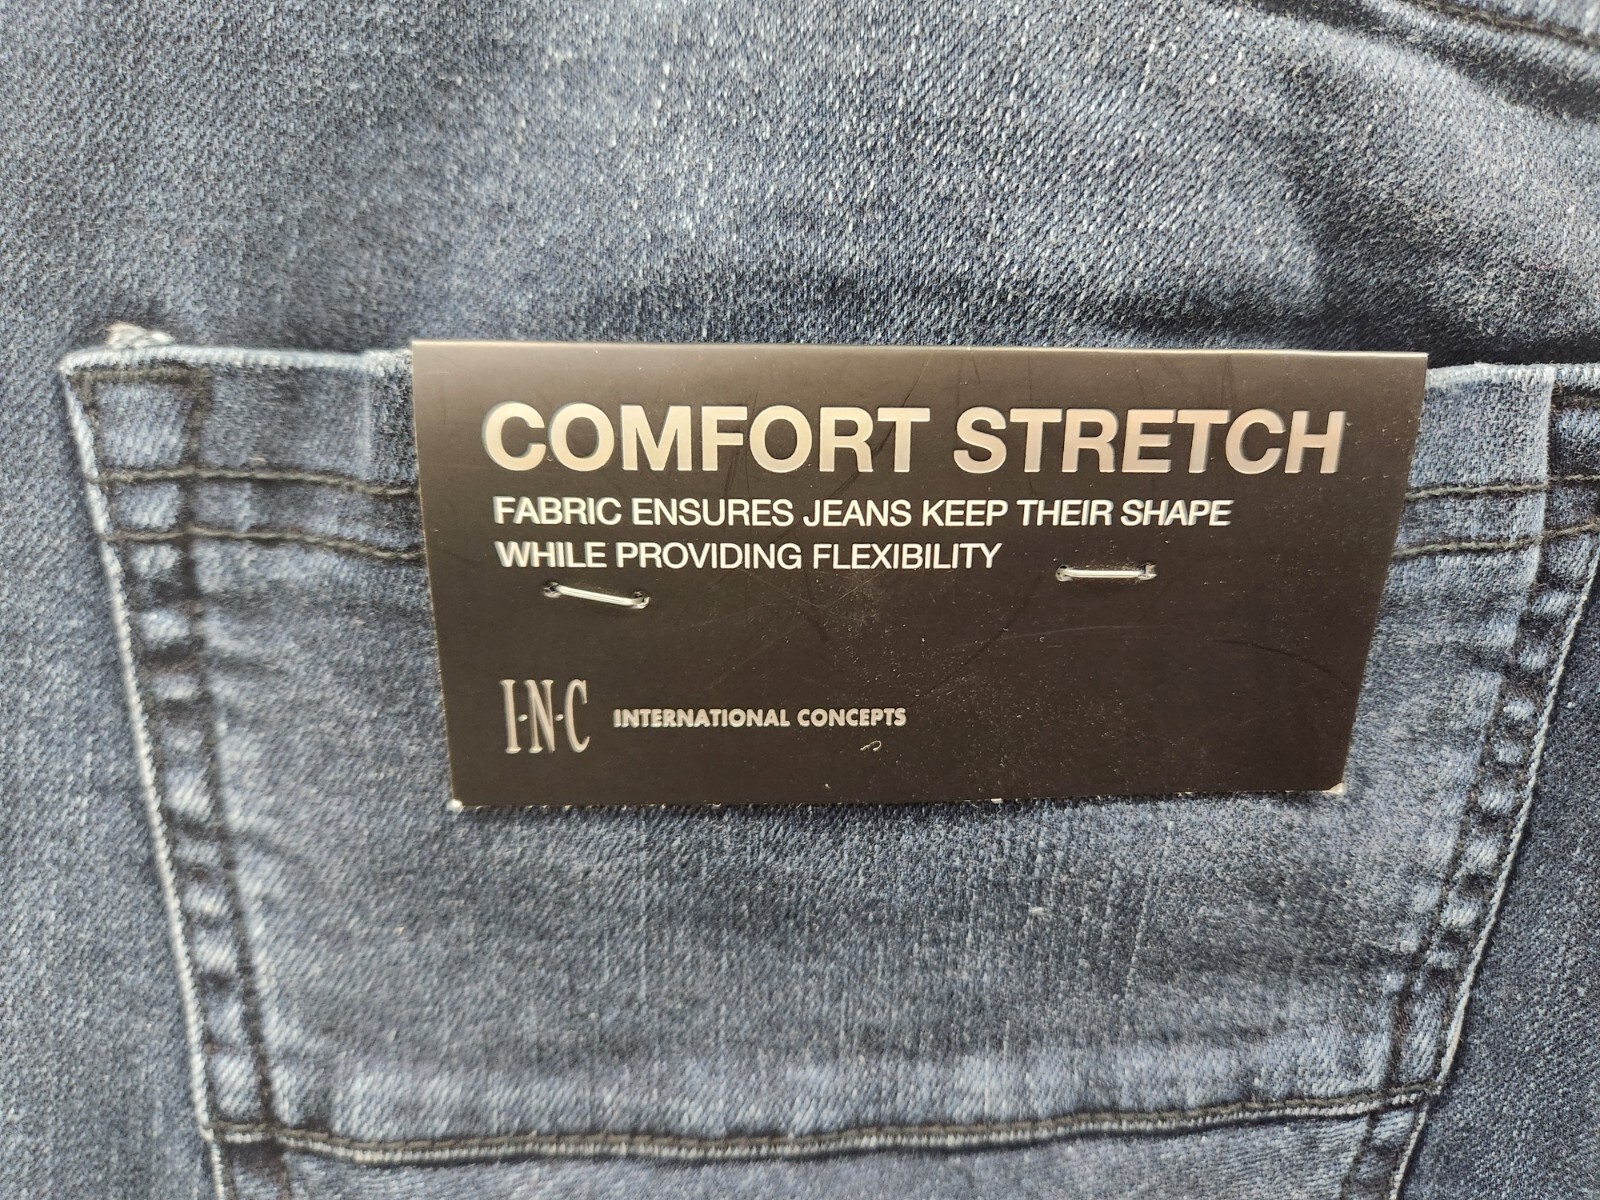 COMFORT STRETCH
FABRIC ENSURES JEANS KEEP THEIR SHAPE
WHILE PROVIDING FLEXIBILITY
I·N·C INTERNATIONAL CONCEPTS